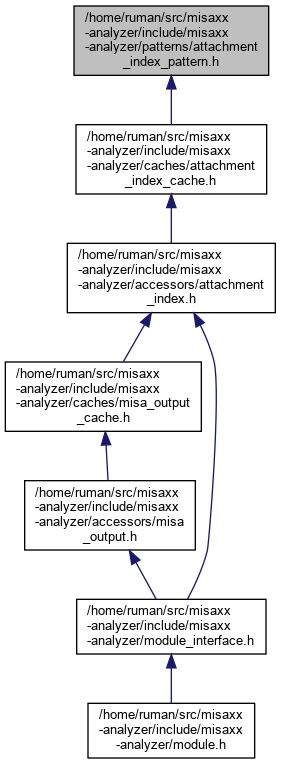 /home/ruman/src/misaxx
-analyzer/include/misaxx
-analyzer/patterns/attachment
_index_pattern.h
/home/ruman/src/misaxx
-analyzer/include/misaxx
-analyzer/caches/attachment
_index_cache.h
/home/ruman/src/misaxx
-analyzer/include/misaxx
-analyzer/accessors/attachment
_index.h
/home/ruman/src/misaxx
-analyzer/include/misaxx
-analyzer/caches/misa_output
_cache.h
/home/ruman/src/misaxx
-analyzer/include/misaxx
-analyzer/accessors/misa
_output.h
/home/ruman/src/misaxx
-analyzer/include/misaxx
-analyzer/module_interface.h
/home/ruman/src/misaxx
-analyzer/include/misaxx
-analyzer/module.h